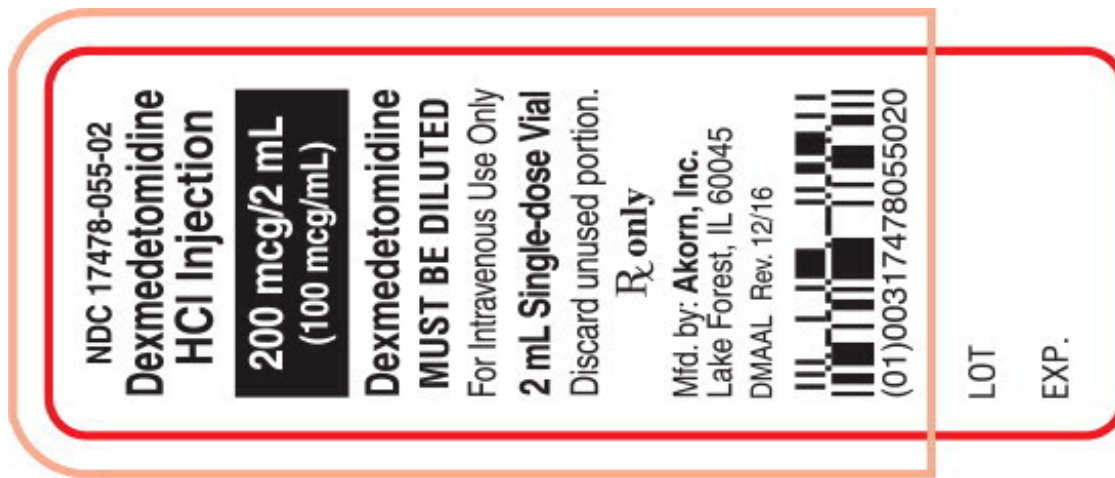 NDC 17478-055-02
Dexmedetomidine
HCl Injection
200 mcg/2 mL
(100 mcg/mL)
Dexmedetomidine
MUST BE DILUTED
For Intravenous Use Only
2 mL Single-dose Vial
Discard unused portion.
Rx only
Mfd. by: Akorn, Inc.
Lake Forest, IL 60045
DMAAL Rev. 12/16
(01)00317478055020
LOT
EXP.